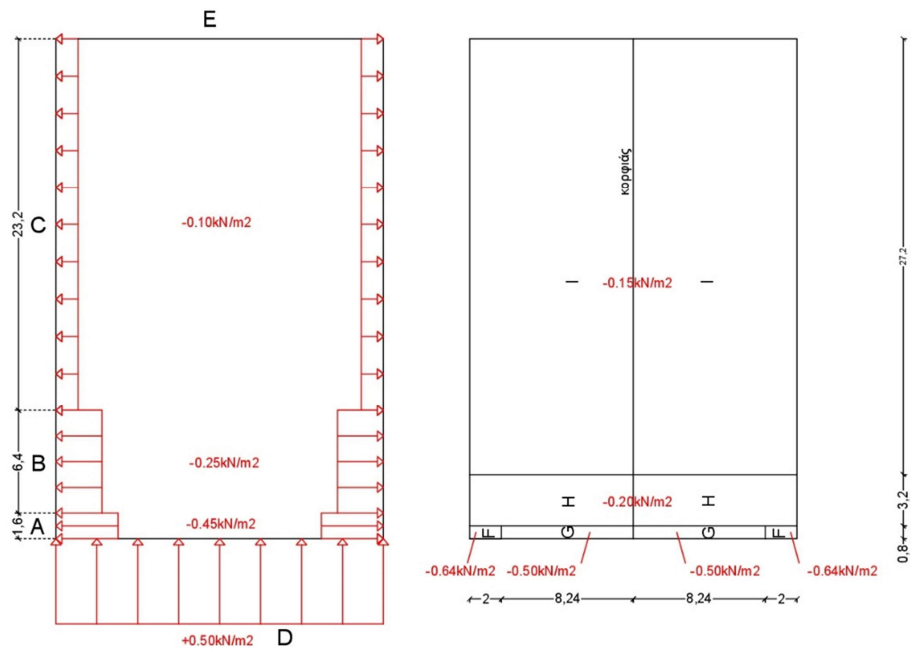 E
23,2
C
-0.10kN/m2
6,4
B
-0.25kN/m2
1,6
A
-0.45kN/m2
+0.50kN/m2
D
κορφιάς
I
-0.15kN/m2
I
27,2
H
-0.20kN/m2
H
3,2
F
G
G
F
0,8
-0.64kN/m2
-0.50kN/m2
-0.50kN/m2
-0.64kN/m2
2
8,24
8,24
2